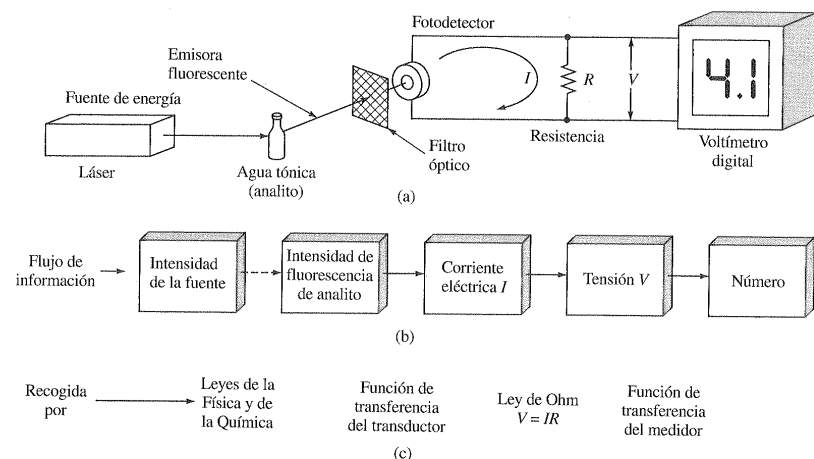 Fotodetector
Emisora
fluorescente
Fuente de energía
I
R
V
4.1
Láser
Agua tónica
(analito)
Filtro
óptico
Resistencia
Voltímetro
digital
(a)
Flujo de
información
Intensidad
de la fuente
Intensidad de
fluorescencia
de analito
Corriente
eléctrica I
Tensión V
Número
(b)
Recogida
por
Leyes de la
Física y de
la Química
Función de
transferencia
del transductor
Ley de Ohm
V = IR
Función de
transferencia
del medidor
(c)